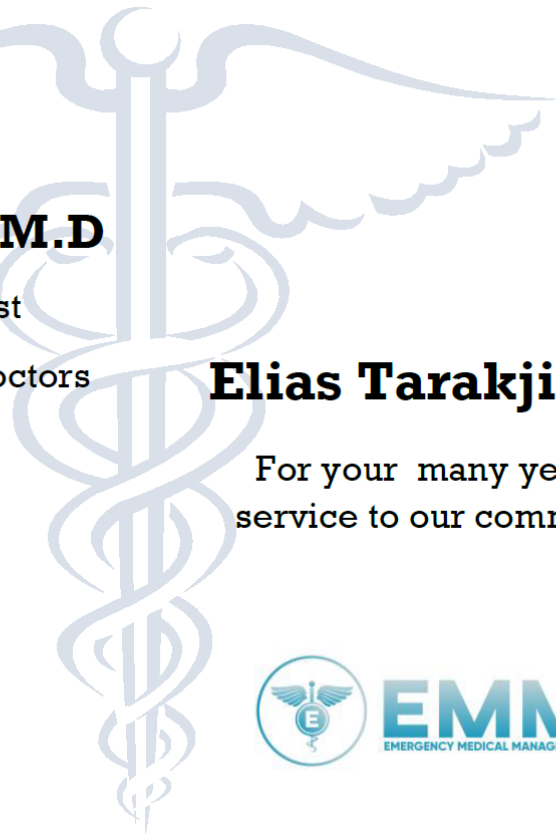 M.D
st
octors
Elias Tarakji
For your many ye
service to our comm
E
EMM
EMERGENCY MEDICAL MANAG